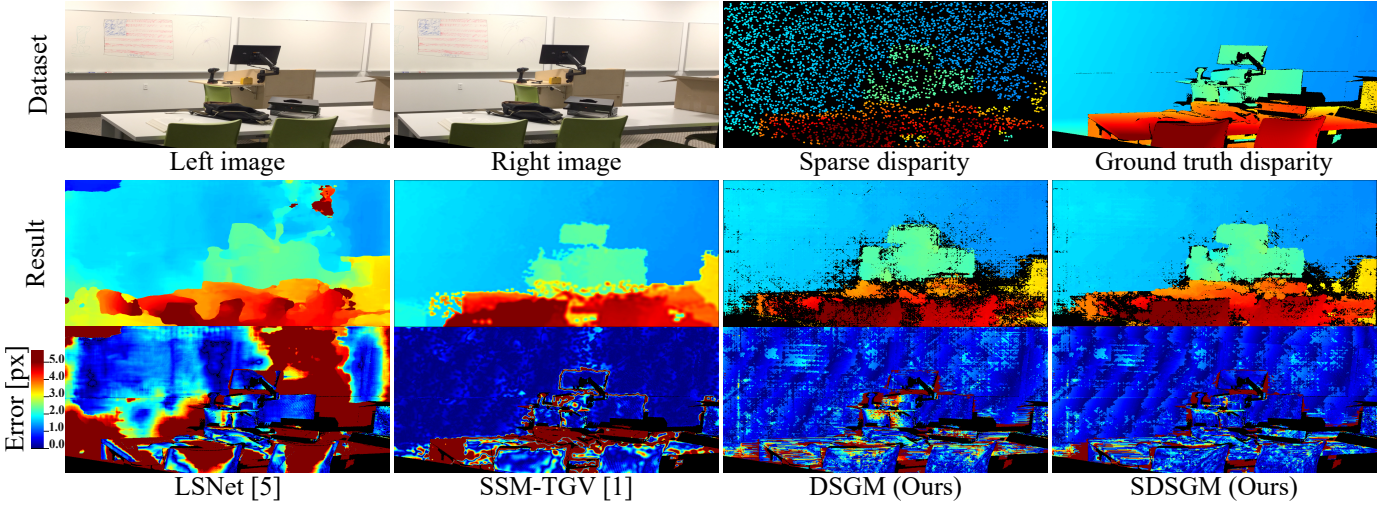 Dataset
Left image
Right image
Sparse disparity
Ground truth disparity
Result
Error [px]
5.0
4.0
3.0
2.0
1.0
0.0
LSNet [5]
SSM-TGV [1]
DSGM (Ours)
SDSGM (Ours)